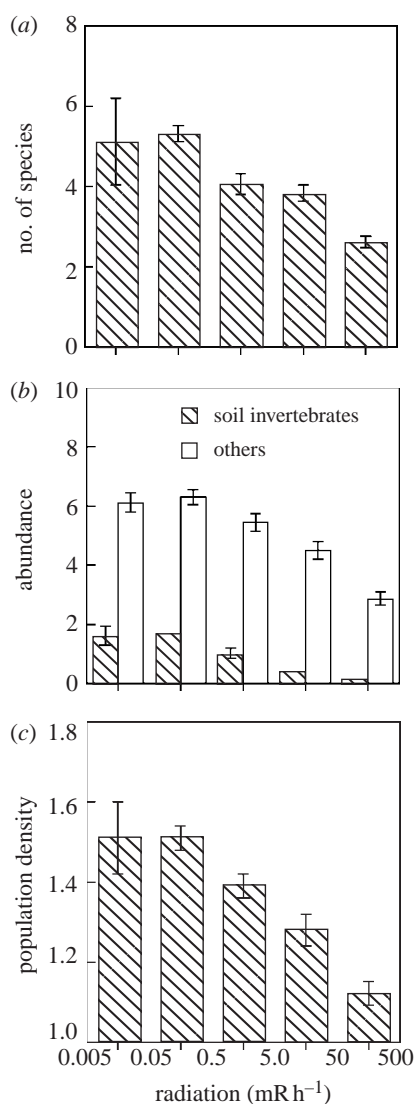 (a)
8
6
4
2
0
no. of species
(b)
10
8
6
4
2
0
abundance
soil invertebrates
others
(c)
1.8
1.6
1.4
1.2
1.0
population density
0.005 0.05 0.5 5.0 50 500
radiation (mR h⁻¹)